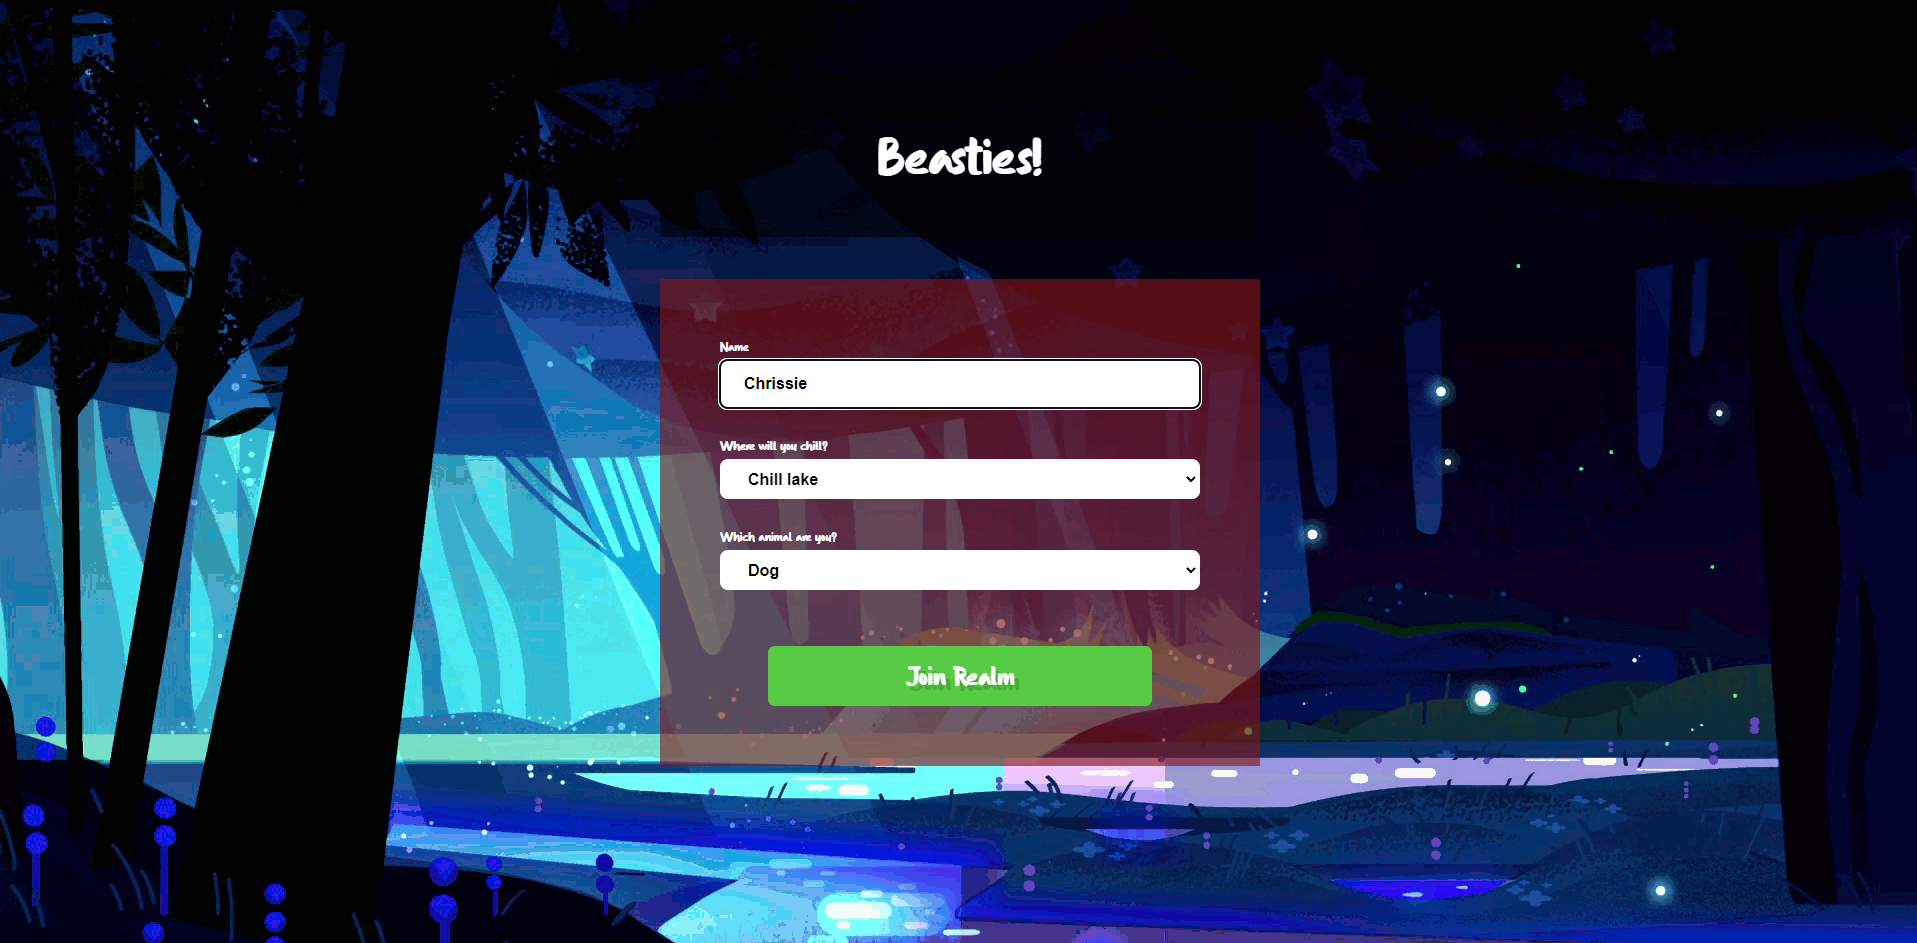 Beasties!
Name
Chrissie
Where will you chill?
Chill lake
Which animal are you?
Dog
Join Realm